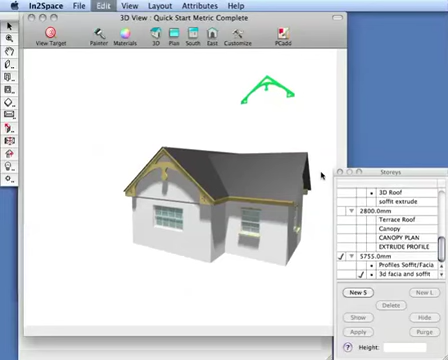 In2Space File Edit View Layout Attributes Help
3D View : Quick Start Metric Complete
View Target Painter Materials 3D Plan South East Customize PCadd
Storeys
3D Roof
soffit extrude
2800.0mm
Terrace Roof
Canopy
CANOPY PLAN
EXTRUDE PROFILE
5755.0mm
Profiles Soffit/Facia
3d facia and soffit
New S New L
Delete
Show Hide
Apply Rurge
Height: